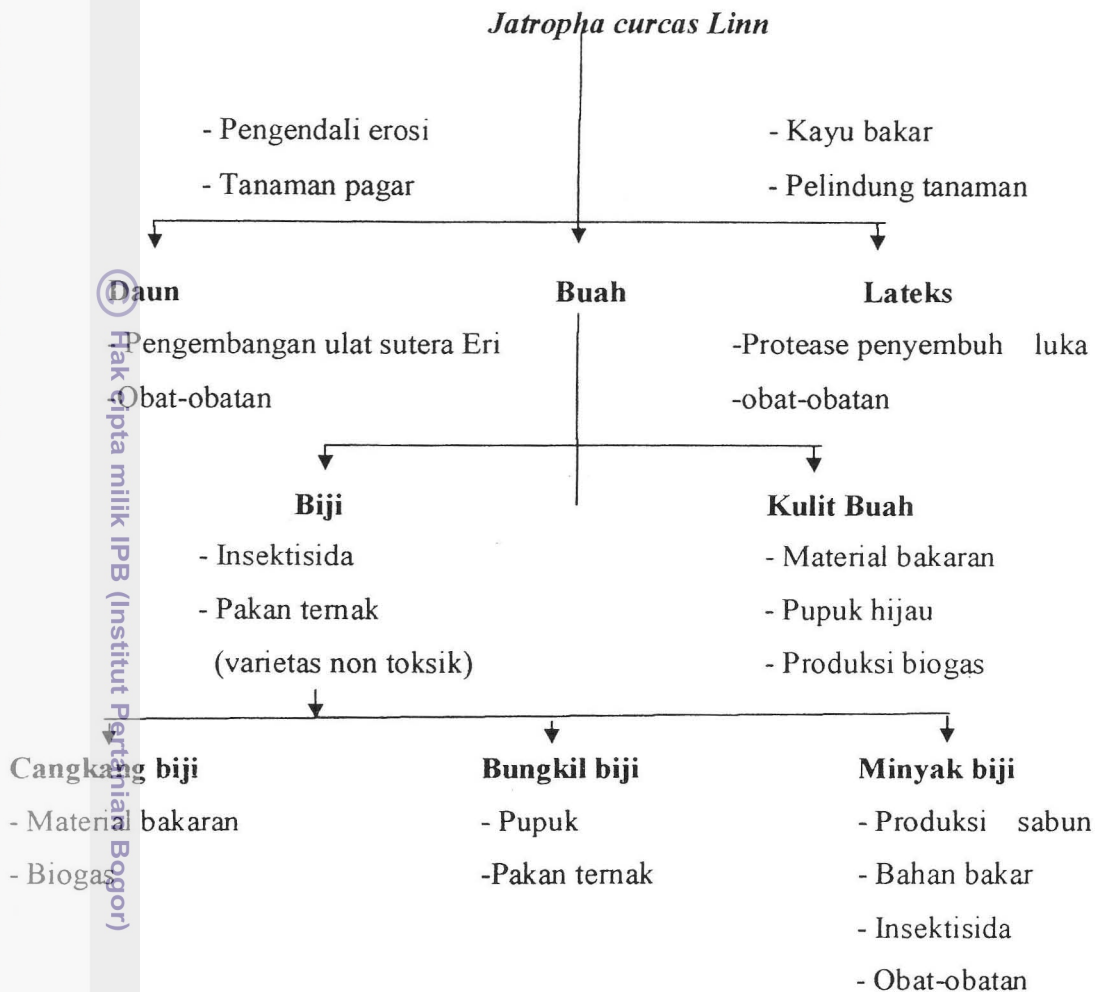 Jatropha curcas Linn
- Pengendali erosi
- Kayu bakar
- Tanaman pagar
- Pelindung tanaman
Daun
Buah
Lateks
-Pengembangan ulat sutera Eri
-Protease penyembuh luka
-Obat-obatan
-obat-obatan
Biji
Kulit Buah
- Insektisida
- Material bakaran
- Pakan ternak
- Pupuk hijau
(varietas non toksik)
- Produksi biogas
Cangkang biji
Bungkil biji
Minyak biji
- Material bakaran
- Pupuk
- Produksi sabun
- Biogas
-Pakan ternak
- Bahan bakar
- Insektisida
- Obat-obatan
© Hak cipta milik IPB (Institut Pertanian Bogor)